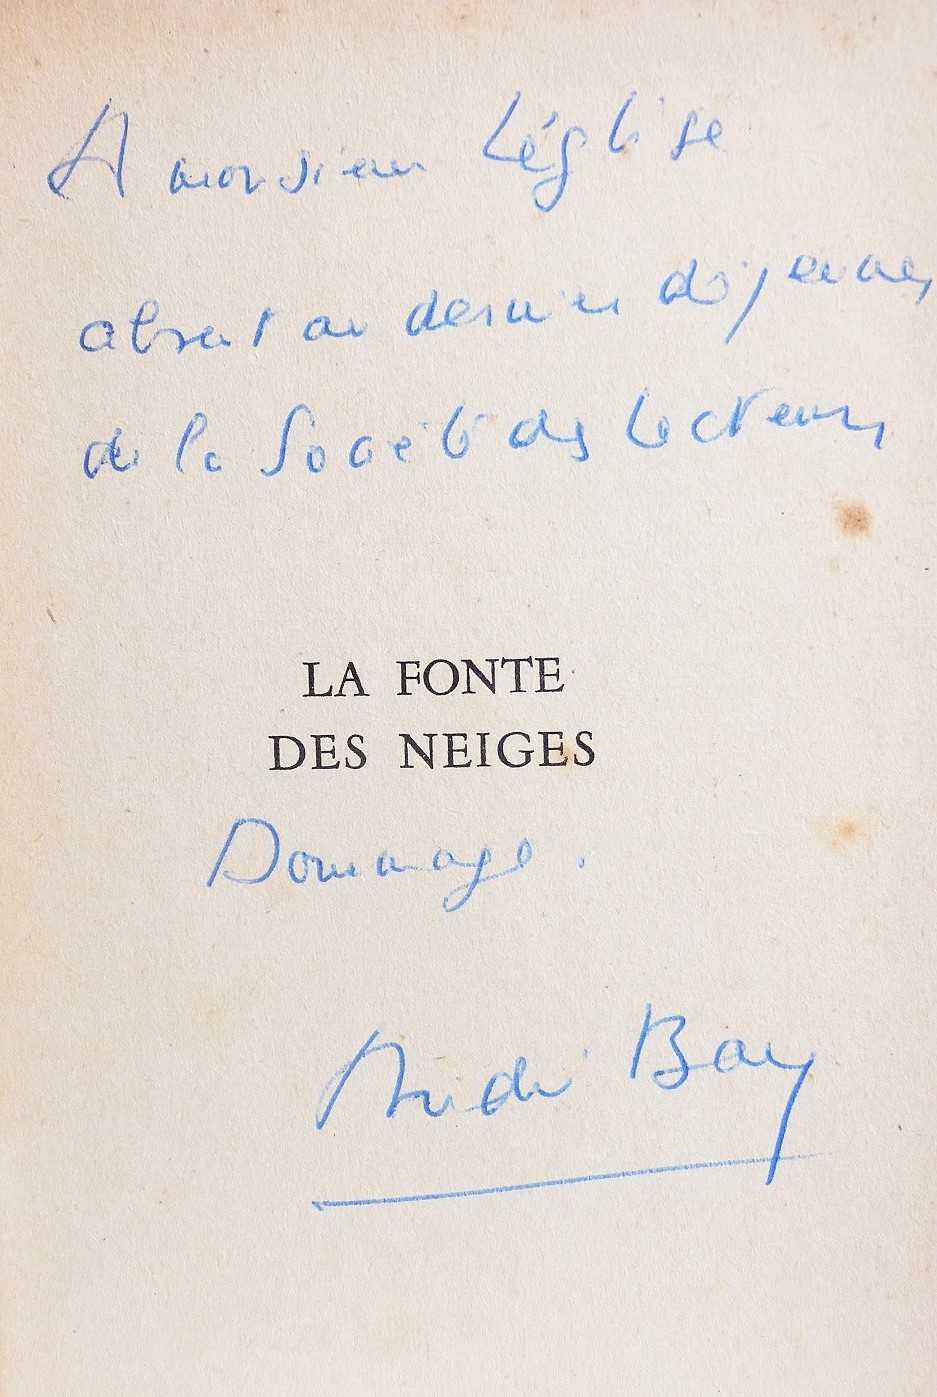 A monsieur Léglise
absent au dernier déjeuner
de la Société des Lecteurs
LA FONTE
DES NEIGES
Dommage.
André Bay